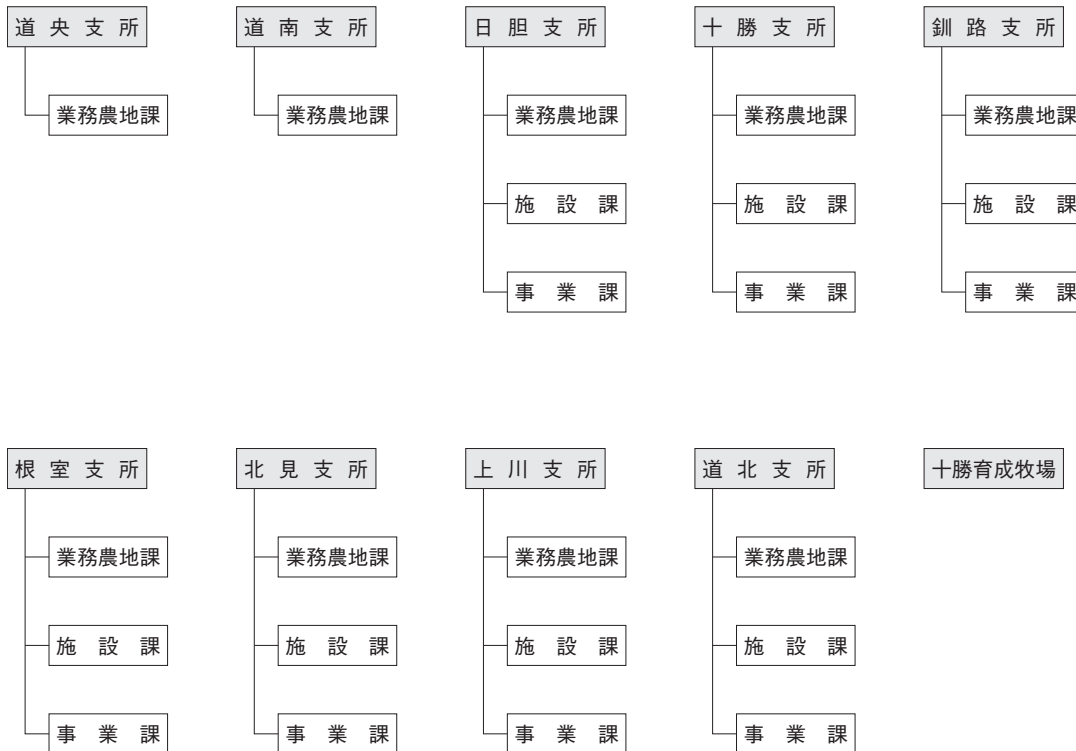 道央支所
業務農地課
道南支所
業務農地課
日胆支所
業務農地課
施設課
事業課
十勝支所
業務農地課
施設課
事業課
釧路支所
業務農地課
施設課
事業課
根室支所
業務農地課
施設課
事業課
北見支所
業務農地課
施設課
事業課
上川支所
業務農地課
施設課
事業課
道北支所
業務農地課
施設課
事業課
十勝育成牧場